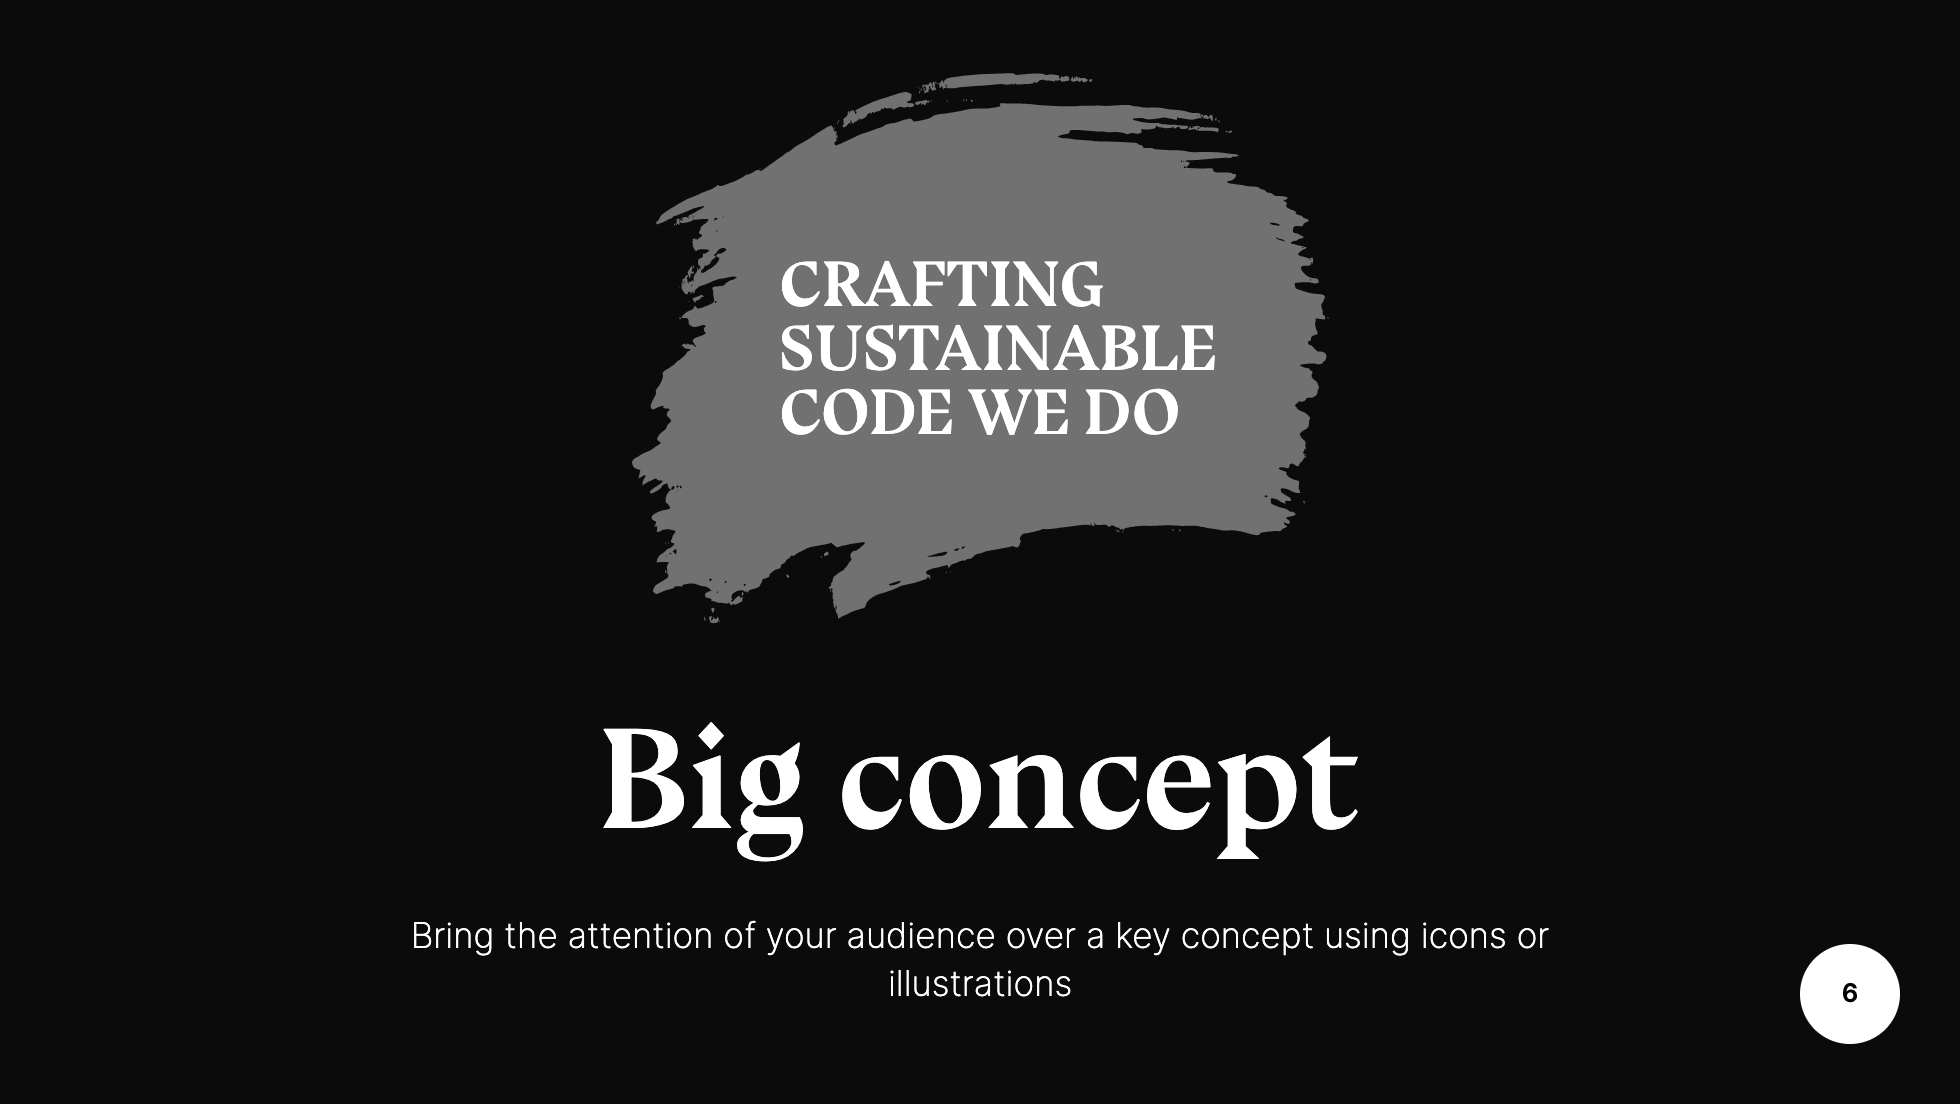 CRAFTING
SUSTAINABLE
CODE WE DO
Big concept
Bring the attention of your audience over a key concept using icons or
illustrations
6